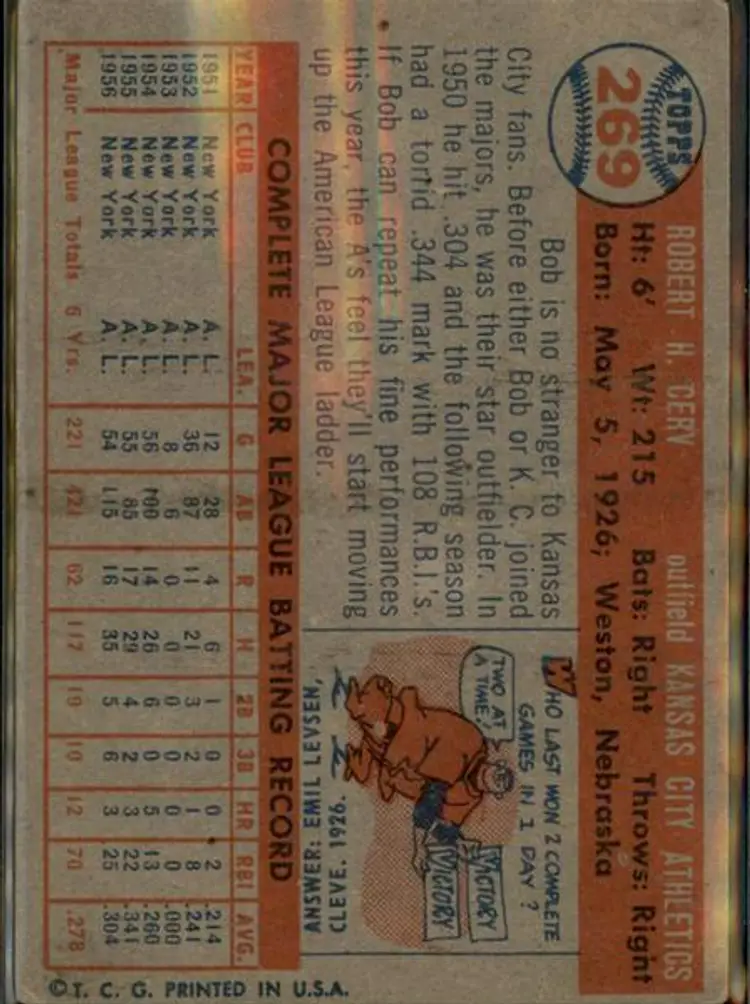 TOPPS
269
ROBERT H. CERV outfield KANSAS CITY ATHLETICS
Ht: 6' Wt: 215 Bats: Right Throws: Right
Born: May 5, 1926; Weston, Nebraska
Bob is no stranger to Kansas
City fans. Before either Bob or K. C. joined
the majors, he was their star outfielder. In
1950 he hit .304 and the following season
had a torrid .344 mark with 108 R.B.I.'s.
If Bob can repeat his fine performances
this year, the A's feel they'll start moving
up the American League ladder.
WHO LAST WON 2 COMPLETE
GAMES IN 1 DAY?
TWO AT
A TIME!
VICTORY
VICTORY
ANSWER: EMIL LEVSEN,
CLEVE. 1926.
COMPLETE MAJOR LEAGUE BATTING RECORD
YEAR CLUB LEA. G AB R H 2B 3B HR RBI AVG.
1951 New York A. L. 12 28 4 6 1 0 0 2 .214
1952 New York A. L. 36 87 11 21 3 2 1 8 .241
1953 New York A. L. 8 6 0 0 0 0 0 0 .000
1954 New York A. L. 56 100 14 26 6 0 5 13 .260
1955 New York A. L. 55 85 17 29 4 2 3 22 .341
1956 New York A. L. 54 115 16 35 5 6 3 25 .304
Major League Totals 6 Yrs. 221 421 62 117 19 10 12 70 .278
©T. C. G. PRINTED IN U.S.A.